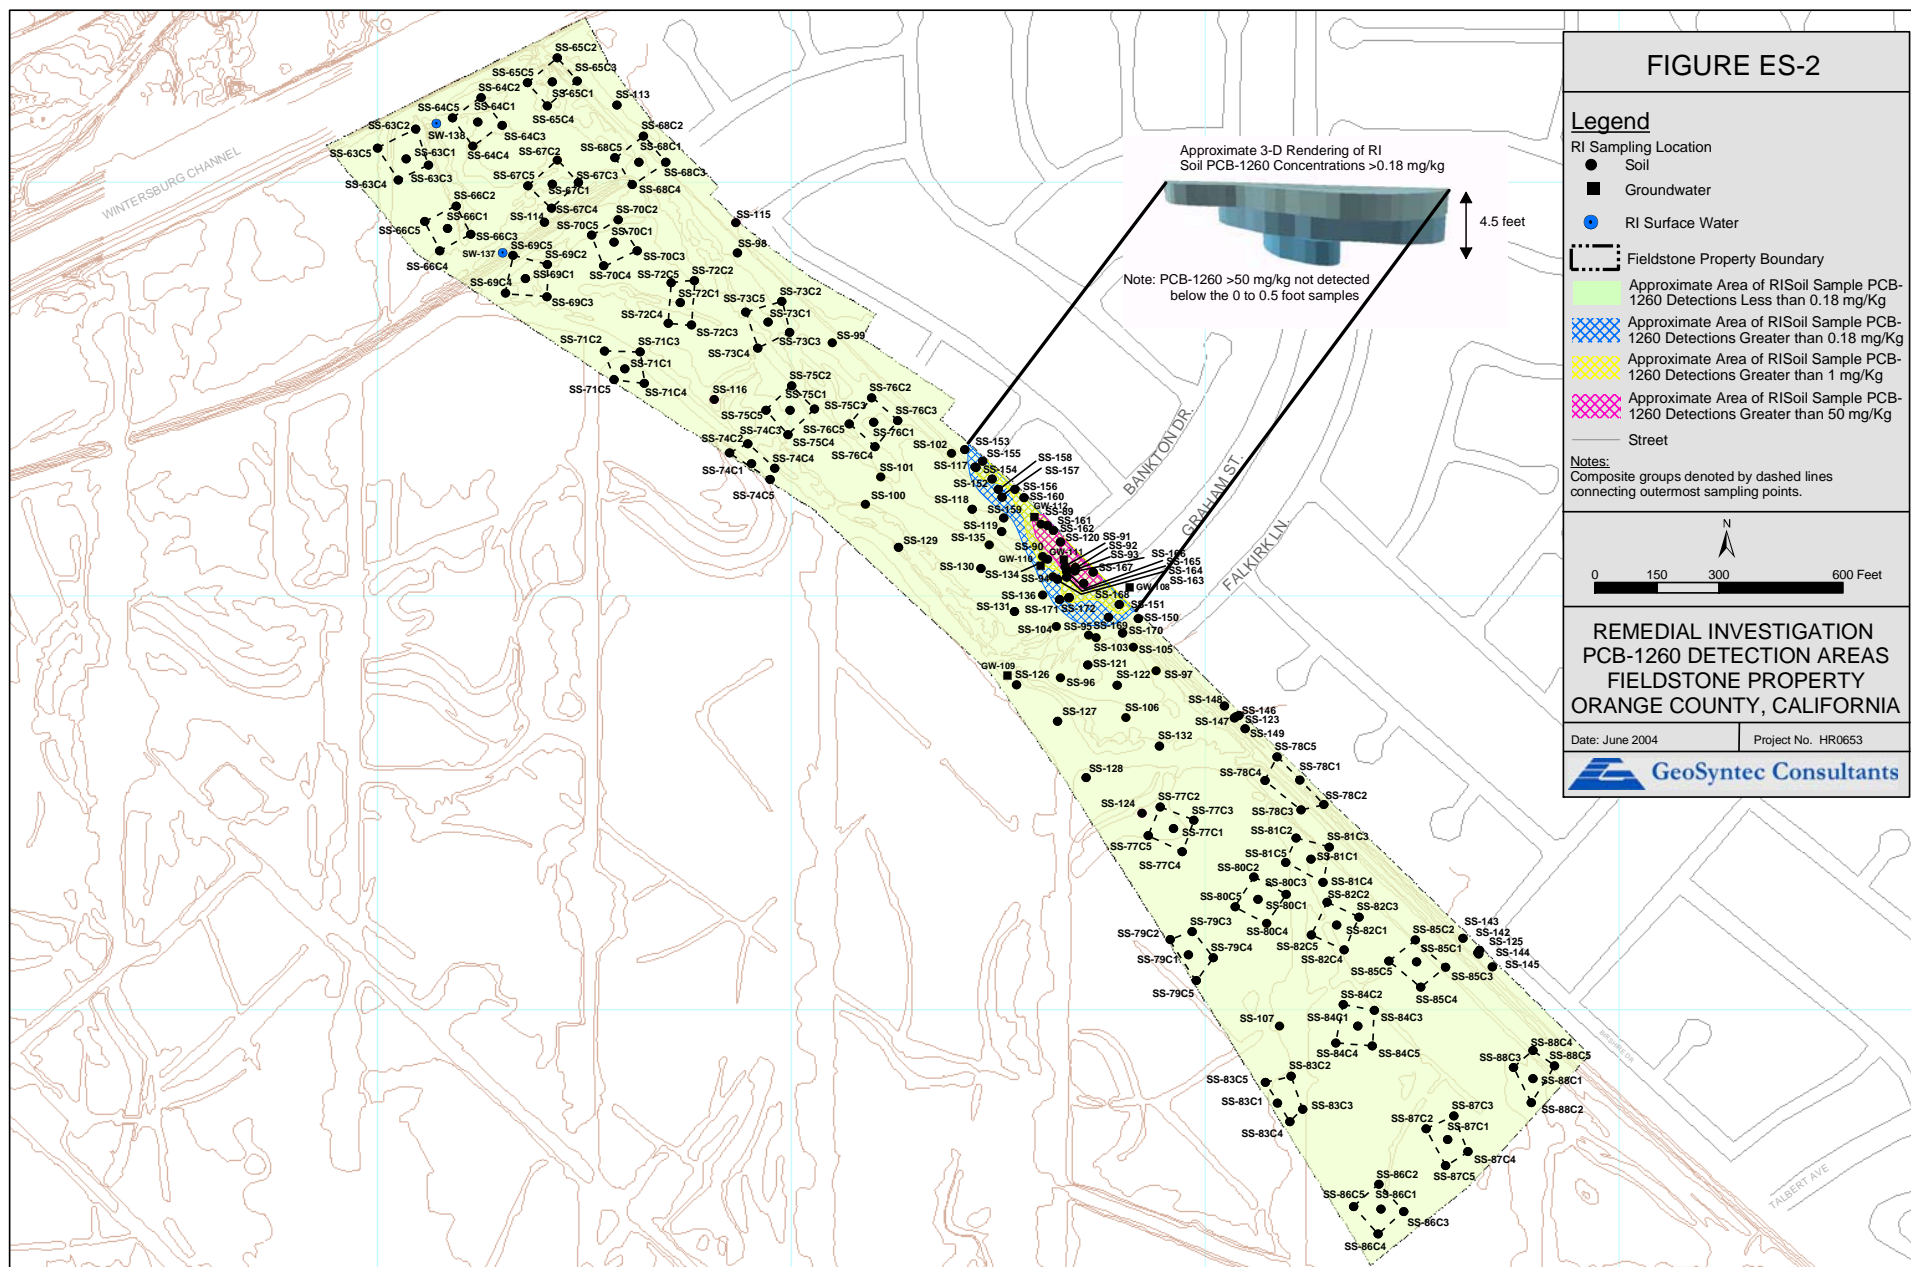 FIGURE ES-2
Legend
RI Sampling Location
Soil
Groundwater
RI Surface Water
Fieldstone Property Boundary
Approximate Area of RISoil Sample PCB-
1260 Detections Less than 0.18 mg/Kg
Approximate Area of RISoil Sample PCB-
1260 Detections Greater than 0.18 mg/Kg
Approximate Area of RISoil Sample PCB-
1260 Detections Greater than 1 mg/Kg
Approximate Area of RISoil Sample PCB-
1260 Detections Greater than 50 mg/Kg
Street
Notes:
Composite groups denoted by dashed lines
connecting outermost sampling points.
N
0 150 300 600 Feet
REMEDIAL INVESTIGATION
PCB-1260 DETECTION AREAS
FIELDSTONE PROPERTY
ORANGE COUNTY, CALIFORNIA
Date: June 2004
Project No. HR0653
GeoSyntec Consultants
Approximate 3-D Rendering of RI
Soil PCB-1260 Concentrations >0.18 mg/kg
4.5 feet
Note: PCB-1260 >50 mg/kg not detected
below the 0 to 0.5 foot samples
WINTERSBURG CHANNEL
BANKTON DR.
GRAHAM ST.
FALKIRK LN.
TALBERT AVE
SS-65C2
SS-65C5
SS-65C3
SS-65C1
SS-65C4
SS-64C2
SS-64C5
SS-64C1
SS-64C3
SS-64C4
SS-113
SS-63C2
SW-138
SS-63C5
SS-63C1
SS-63C3
SS-63C4
SS-68C2
SS-68C5
SS-68C1
SS-68C3
SS-68C4
SS-67C2
SS-67C5
SS-67C3
SS-67C1
SS-67C4
SS-66C2
SS-66C1
SS-66C5
SS-66C3
SS-66C4
SS-114
SS-70C2
SS-70C5
SS-70C1
SS-70C3
SS-70C4
SS-115
SS-98
SW-137
SS-69C5
SS-69C2
SS-69C1
SS-69C4
SS-69C3
SS-72C5
SS-72C2
SS-72C1
SS-72C4
SS-72C3
SS-73C2
SS-73C5
SS-73C1
SS-73C3
SS-73C4
SS-99
SS-71C2
SS-71C3
SS-71C1
SS-71C5
SS-71C4
SS-116
SS-75C2
SS-75C1
SS-75C3
SS-75C5
SS-75C4
SS-76C2
SS-76C3
SS-76C5
SS-76C1
SS-76C4
SS-74C3
SS-74C2
SS-74C4
SS-74C1
SS-74C5
SS-101
SS-100
SS-102
SS-153
SS-155
SS-117
SS-154
SS-158
SS-157
SS-152
SS-156
SS-160
SS-118
SS-159
GW-112
SS-89
SS-161
SS-162
SS-119
SS-120
SS-135
SS-91
SS-92
SS-93
SS-90
GW-111
GW-110
SS-166
SS-165
SS-164
SS-163
SS-167
SS-129
SS-130
SS-134
SS-94
GW-108
SS-136
SS-168
SS-151
SS-131
SS-171
SS-172
SS-150
SS-104
SS-95
SS-169
SS-170
SS-103
SS-105
SS-121
GW-109
SS-126
SS-96
SS-122
SS-97
SS-127
SS-106
SS-132
SS-148
SS-146
SS-147
SS-123
SS-149
SS-128
SS-78C5
SS-78C4
SS-78C1
SS-78C2
SS-78C3
SS-124
SS-77C2
SS-77C3
SS-77C1
SS-77C5
SS-77C4
SS-81C2
SS-81C3
SS-81C5
SS-81C1
SS-81C4
SS-80C2
SS-80C3
SS-80C5
SS-80C1
SS-80C4
SS-82C2
SS-82C3
SS-82C1
SS-82C5
SS-82C4
SS-79C3
SS-79C2
SS-79C4
SS-79C1
SS-79C5
SS-85C2
SS-85C1
SS-85C5
SS-85C3
SS-85C4
SS-143
SS-142
SS-125
SS-144
SS-145
SS-107
SS-84C2
SS-84C1
SS-84C3
SS-84C4
SS-84C5
SS-83C2
SS-83C5
SS-83C1
SS-83C3
SS-83C4
SS-88C4
SS-88C3
SS-88C5
SS-88C1
SS-88C2
SS-87C3
SS-87C2
SS-87C1
SS-87C4
SS-87C5
SS-86C2
SS-86C5
SS-86C1
SS-86C3
SS-86C4